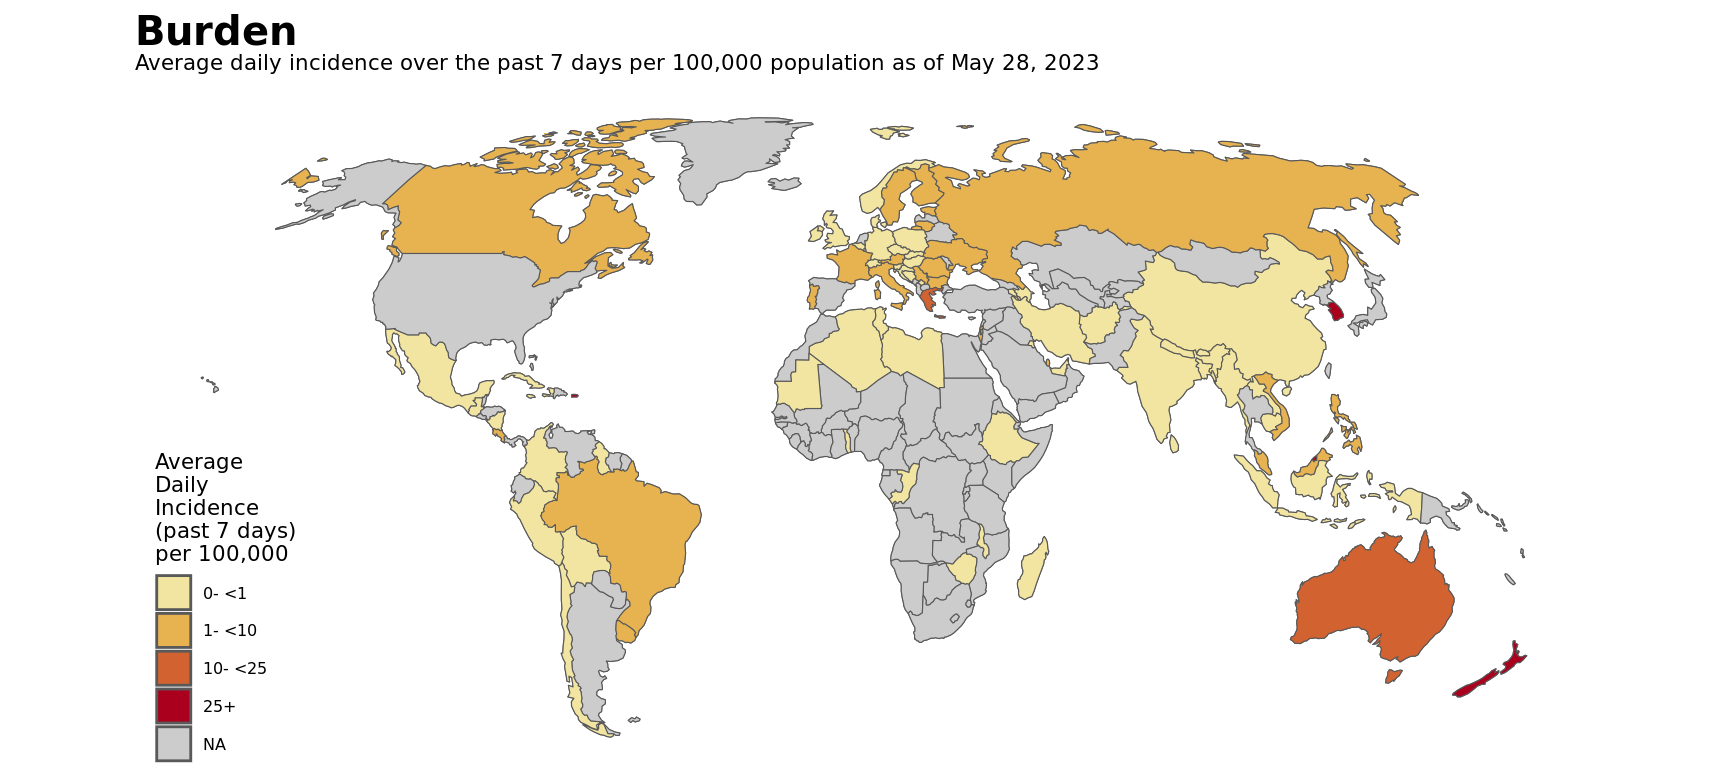 Burden
Average daily incidence over the past 7 days per 100,000 population as of May 28, 2023
Average
Daily
Incidence
(past 7 days)
per 100,000
0- <1
1- <10
10- <25
25+
NA